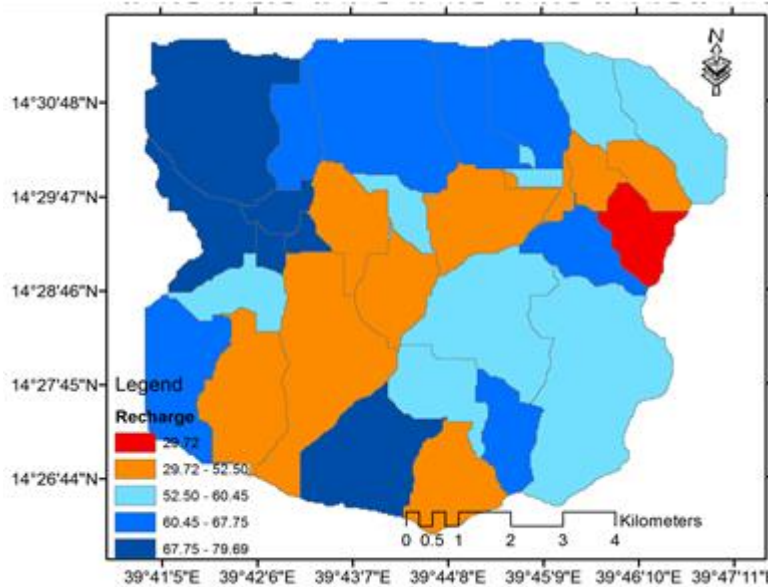 N
14°30'48"N
14°29'47"N
14°28'46"N
14°27'45"N
14°26'44"N
Legend
Recharge
29.72
29.72 - 52.50
52.50 - 60.45
60.45 - 67.75
67.75 - 79.69
Kilometers
0 0.5 1 2 3 4
39°41'5"E 39°42'6"E 39°43'7"E 39°44'8"E 39°45'9"E 39°46'10"E 39°47'11"E